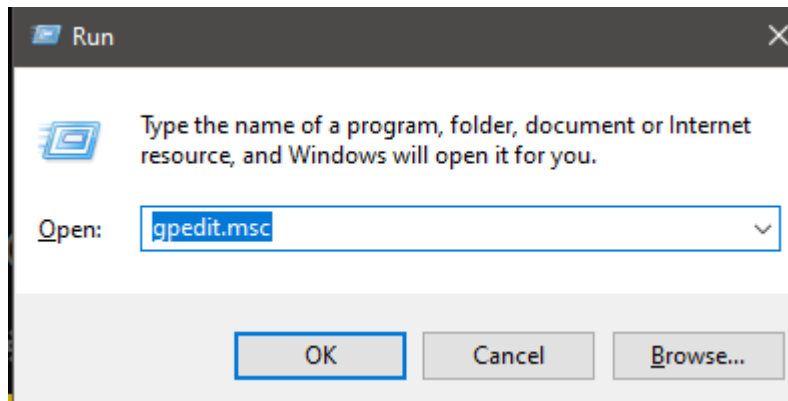 Run
Type the name of a program, folder, document or Internet
resource, and Windows will open it for you.
Open: gpedit.msc
OK Cancel Browse...